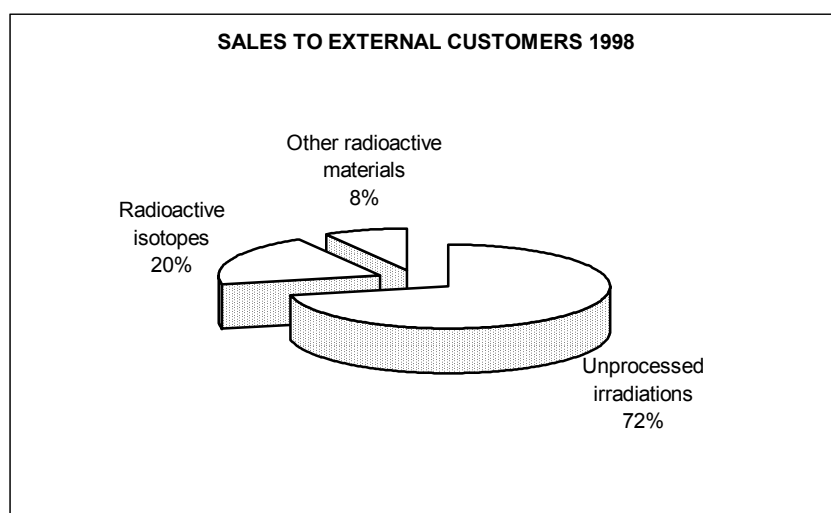 SALES TO EXTERNAL CUSTOMERS 1998
Other radioactive
materials
8%
Radioactive
isotopes
20%
Unprocessed
irradiations
72%